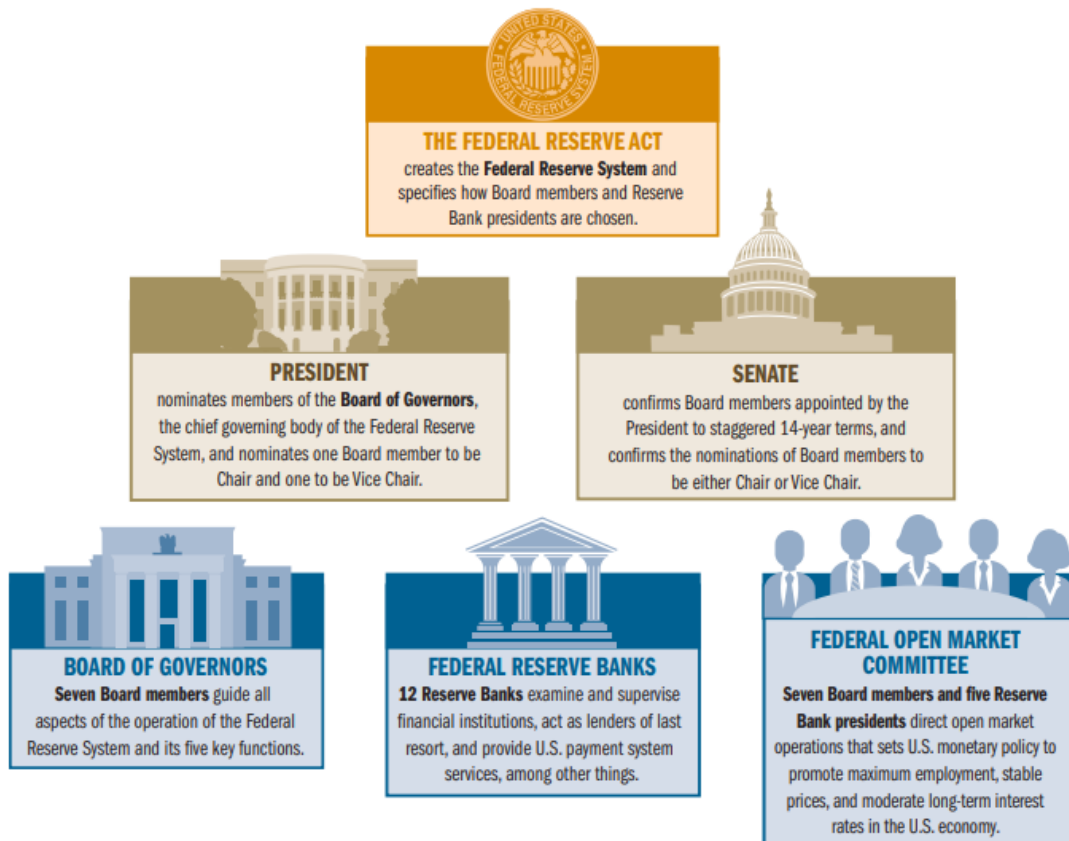 UNITED STATES
FEDERAL RESERVE SYSTEM
THE FEDERAL RESERVE ACT
creates the Federal Reserve System and
specifies how Board members and Reserve
Bank presidents are chosen.
PRESIDENT
nominates members of the Board of Governors,
the chief governing body of the Federal Reserve
System, and nominates one Board member to be
Chair and one to be Vice Chair.
SENATE
confirms Board members appointed by the
President to staggered 14-year terms, and
confirms the nominations of Board members to
be either Chair or Vice Chair.
BOARD OF GOVERNORS
Seven Board members guide all
aspects of the operation of the Federal
Reserve System and its five key functions.
FEDERAL RESERVE BANKS
12 Reserve Banks examine and supervise
financial institutions, act as lenders of last
resort, and provide U.S. payment system
services, among other things.
FEDERAL OPEN MARKET
COMMITTEE
Seven Board members and five Reserve
Bank presidents direct open market
operations that sets U.S. monetary policy to
promote maximum employment, stable
prices, and moderate long-term interest
rates in the U.S. economy.